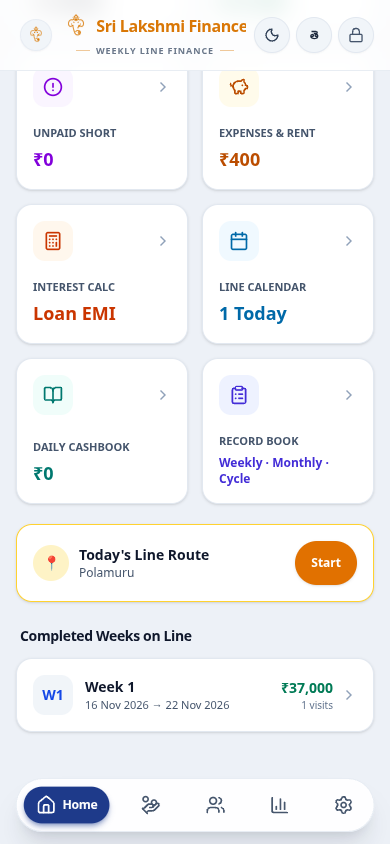 Sri Lakshmi Finance
WEEKLY LINE FINANCE
UNPAID SHORT
₹0
EXPENSES & RENT
₹400
INTEREST CALC
Loan EMI
LINE CALENDAR
1 Today
DAILY CASHBOOK
₹0
RECORD BOOK
Weekly · Monthly ·
Cycle
Today's Line Route
Polamuru
Start
Completed Weeks on Line
W1
Week 1
16 Nov 2026 → 22 Nov 2026
₹37,000
1 visits
Home